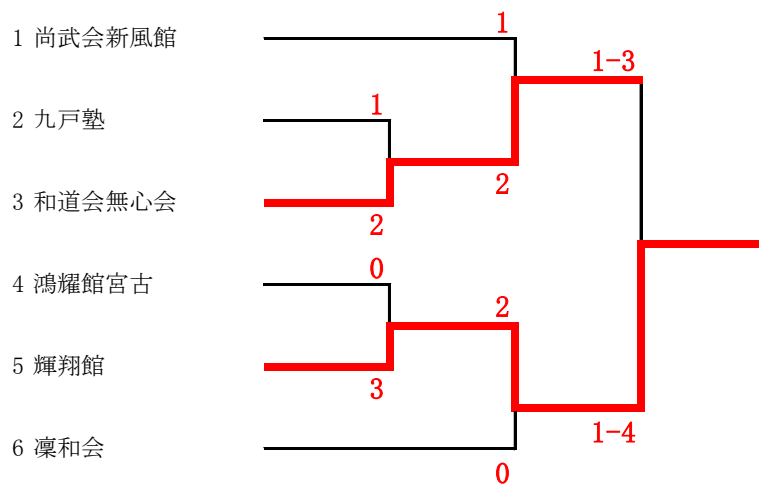 1
1 尚武会新風館
1-3
1
2 九戸塾
2
3 和道会無心会
2
0
4 鴻耀館宮古
2
5 輝翔館
3
1-4
6 凜和会
0